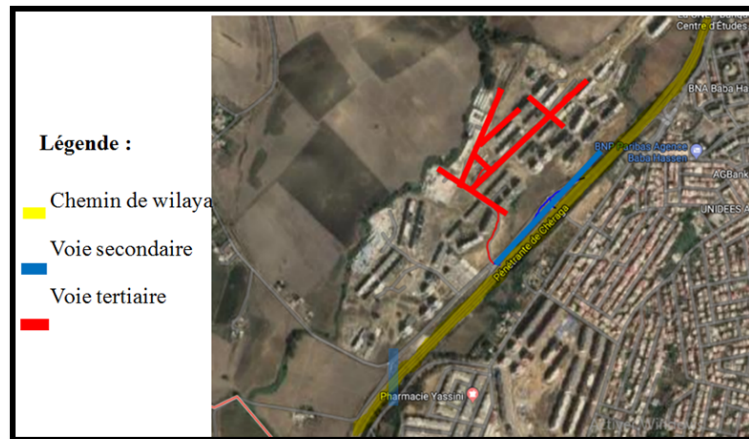 Légende :
Chemin de wilaya
Voie secondaire
Voie tertiaire
Centre d'Études
BNA Baba Ha
BNP Paribas Agence
Baba Hassen
AGBank
UNIDEES A
Pénétrante de Chéraga
Pharmacie Yassini